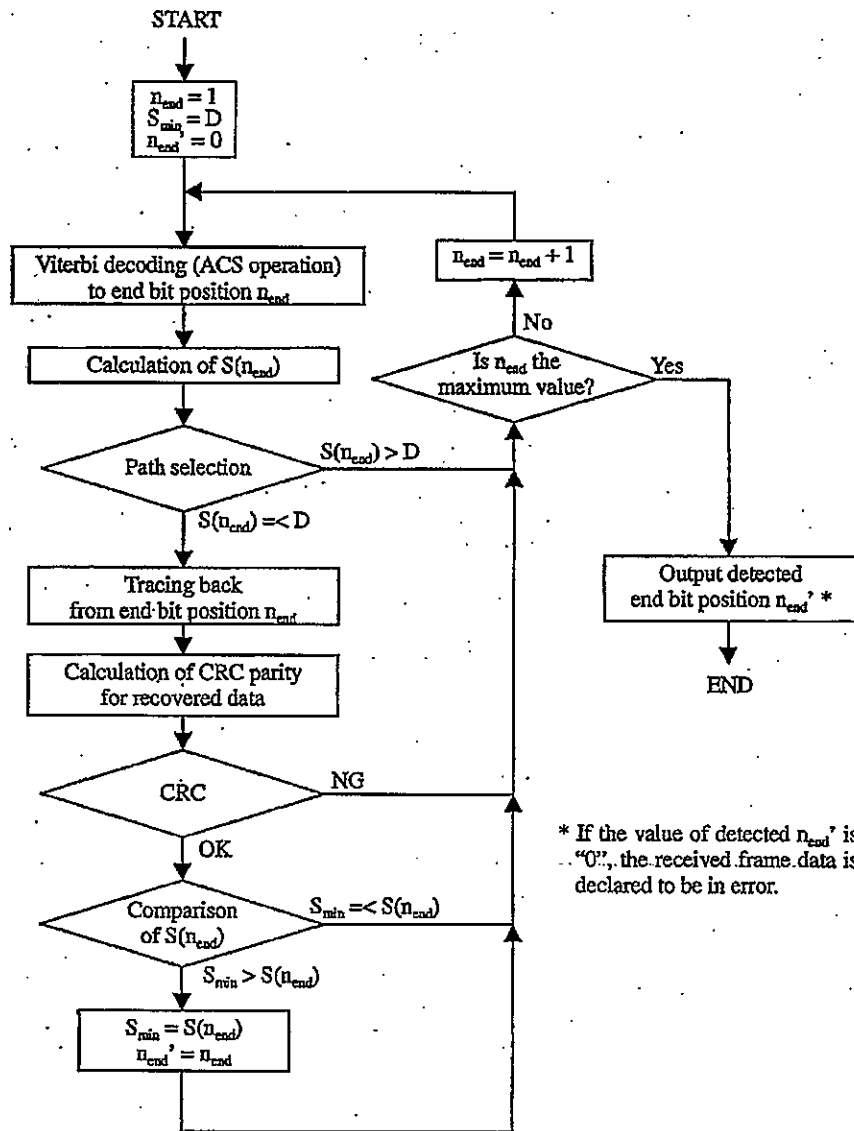 START
n_end = 1
S_min = D
n_end' = 0
Viterbi decoding (ACS operation)
to end bit position n_end
n_end = n_end + 1
No
Calculation of S(n_end)
Is n_end the
maximum value?
Yes
Path selection
S(n_end) > D
S(n_end) =< D
Tracing back
from end bit position n_end
Output detected
end bit position n_end' *
Calculation of CRC parity
for recovered data
END
CRC
NG
OK
* If the value of detected n_end' is
"0", the received frame data is
declared to be in error.
Comparison
of S(n_end)
S_min =< S(n_end)
S_min > S(n_end)
S_min = S(n_end)
n_end' = n_end